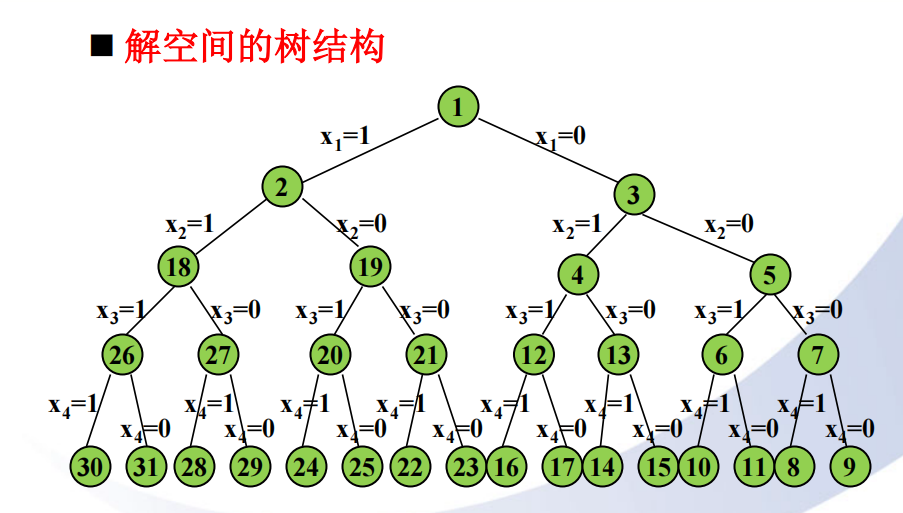 ■ 解空间的树结构
1
x₁=1 x₁=0
2 3
x₂=1 x₂=0 x₂=1 x₂=0
18 19 4 5
x₃=1 x₃=0 x₃=1 x₃=0 x₃=1 x₃=0 x₃=1 x₃=0
26 27 20 21 12 13 6 7
x₄=1 x₄=1 x₄=1 x₄=1 x₄=1 x₄=1 x₄=1 x₄=1
x₄=0 x₄=0 x₄=0 x₄=0 x₄=0 x₄=0 x₄=0 x₄=0
30 31 28 29 24 25 22 23 16 17 14 15 10 11 8 9